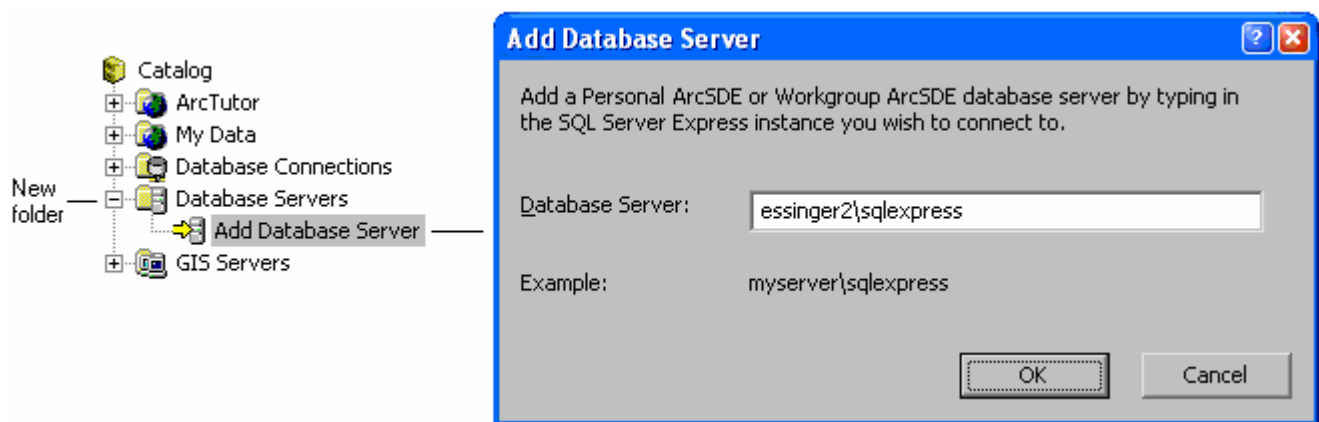 Catalog
ArcTutor
My Data
Database Connections
New
folder
Database Servers
Add Database Server
GIS Servers
Add Database Server
Add a Personal ArcSDE or Workgroup ArcSDE database server by typing in
the SQL Server Express instance you wish to connect to.
Database Server: essinger2\sqlexpress
Example: myserver\sqlexpress
OK Cancel